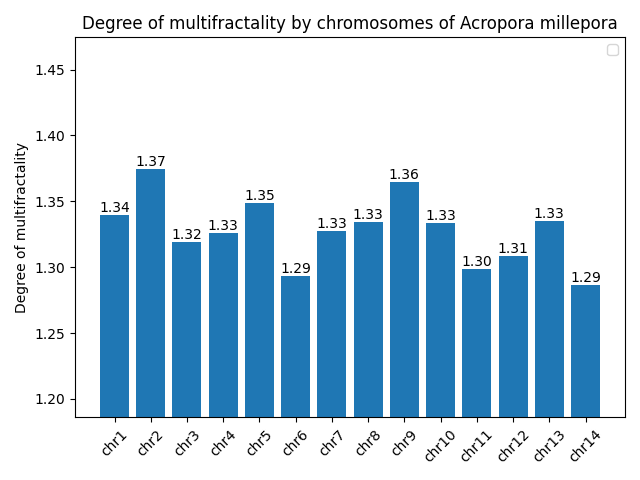 Degree of multifractality by chromosomes of Acropora millepora
Degree of multifractality
1.45
1.40
1.35
1.30
1.25
1.20
1.34
1.37
1.32
1.33
1.35
1.29
1.33
1.33
1.36
1.33
1.30
1.31
1.33
1.29
chr1
chr2
chr3
chr4
chr5
chr6
chr7
chr8
chr9
chr10
chr11
chr12
chr13
chr14